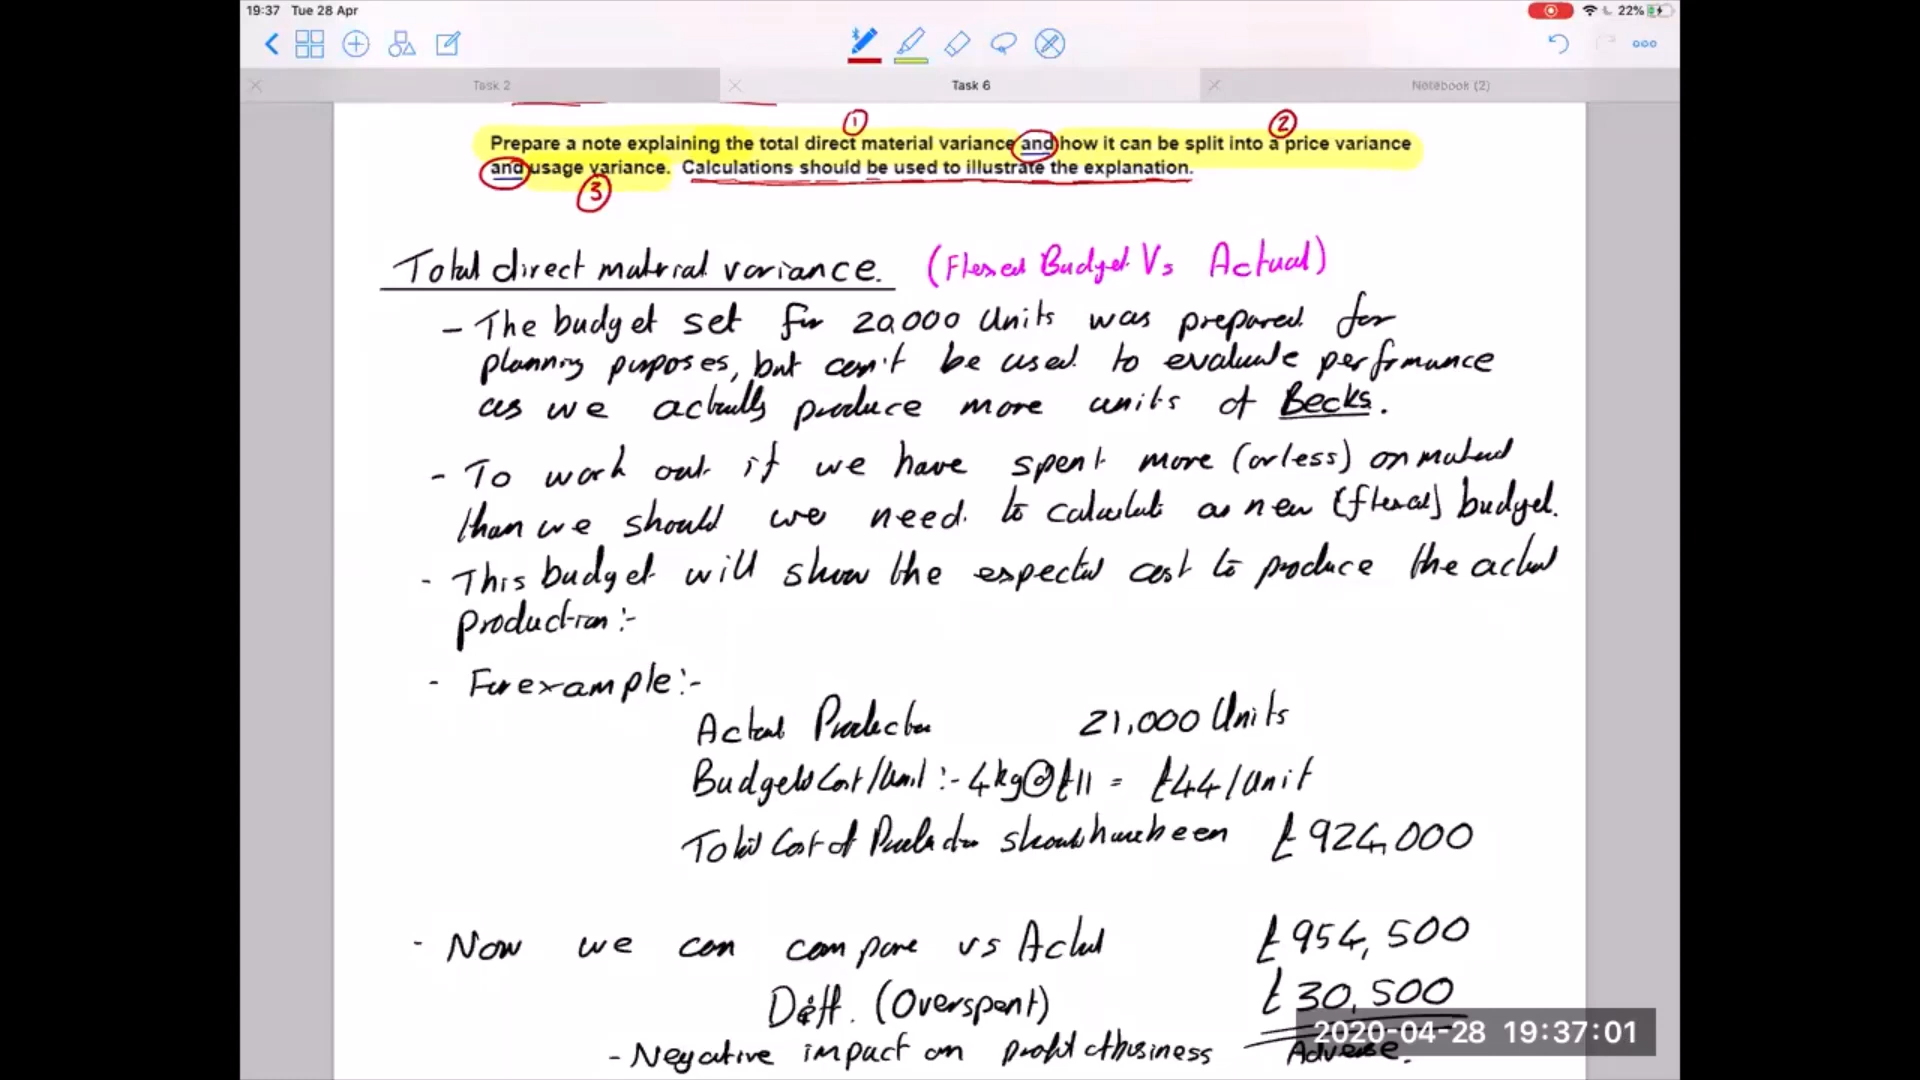 19:37 Tue 28 Apr
22%
Task 2
Task 6
Notebook (2)
1 2
Prepare a note explaining the total direct material variance and how it can be split into a price variance
and usage variance. Calculations should be used to illustrate the explanation.
3
Total direct material variance. (Flexed Budget Vs Actual)
- The budget set for 20,000 Units was prepared for
planning purposes, but can't be used to evaluate performance
as we actually produce more units of Becks.
- To work out if we have spent more (or less) on material
than we should we need to calculate a new (flexed) budget.
- This budget will show the expected cost to produce the actual
production:-
- For example:-
Actual Production 21,000 Units
Budgeted Cost/Unit:- 4kg @ £11 = £44/Unit
Total Cost of Production should have been £924,000
- Now we can compare vs Actual £954,500
Diff. (Overspent) £30,500
2020-04-28 19:37:01
- Negative impact on profit of business Adverse.